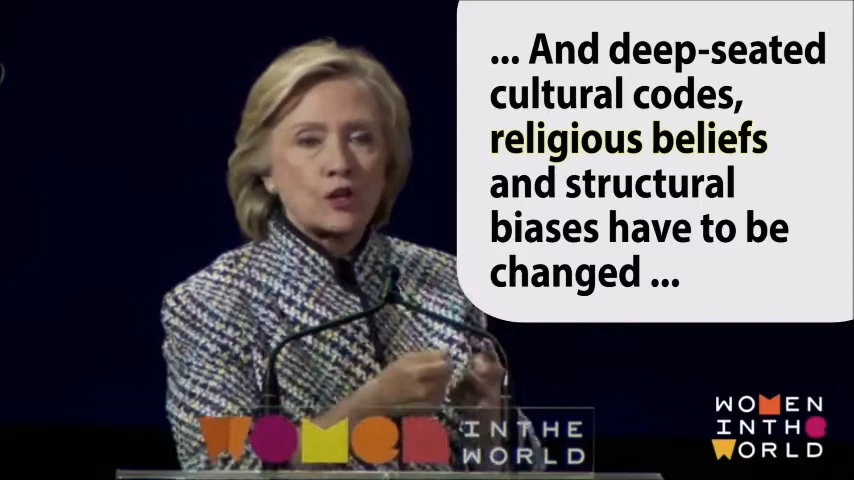 ... And deep-seated
cultural codes,
religious beliefs
and structural
biases have to be
changed ...
WOMEN
IN THE
WORLD
WOMEN
IN THE
WORLD